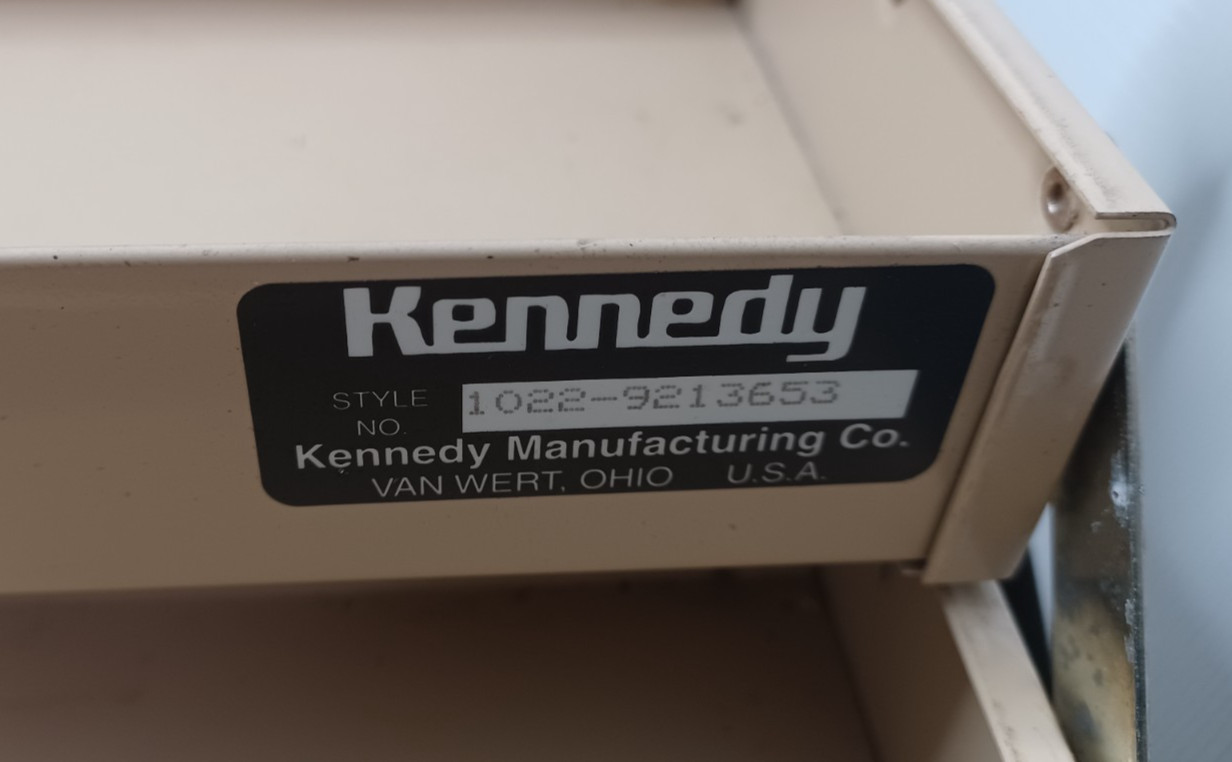 Kennedy
STYLE NO. 1022-9213653
Kennedy Manufacturing Co.
VAN WERT, OHIO U.S.A.